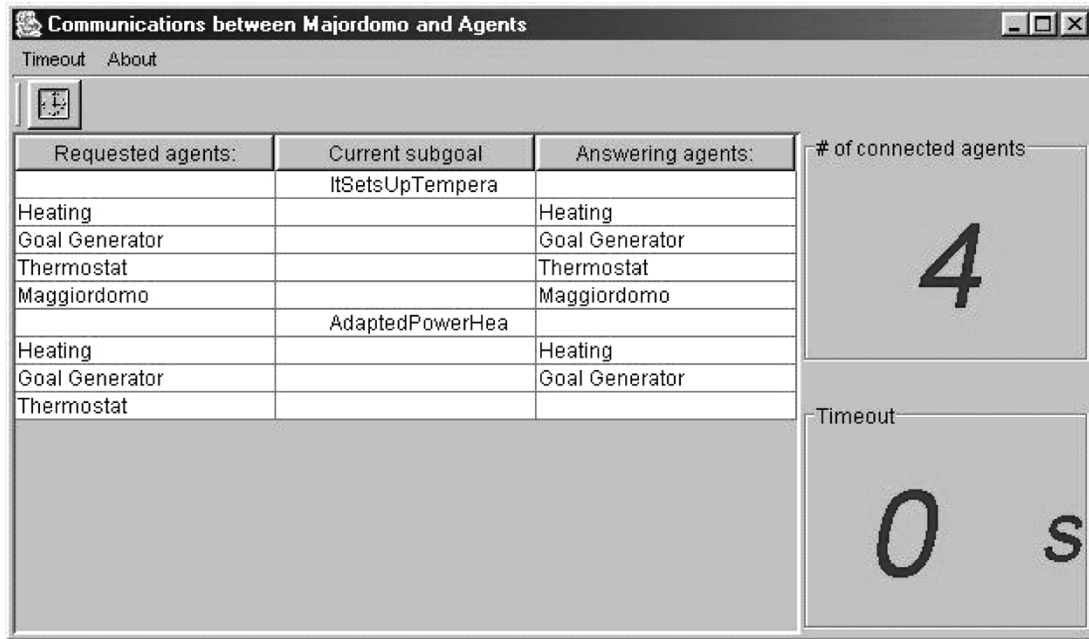 Communications between Majordomo and Agents
Timeout About
Requested agents: Current subgoal Answering agents:
ItSetsUpTempera
Heating Heating
Goal Generator Goal Generator
Thermostat Thermostat
Maggiordomo Maggiordomo
AdaptedPowerHea
Heating Heating
Goal Generator Goal Generator
Thermostat
# of connected agents
4
Timeout
0 s